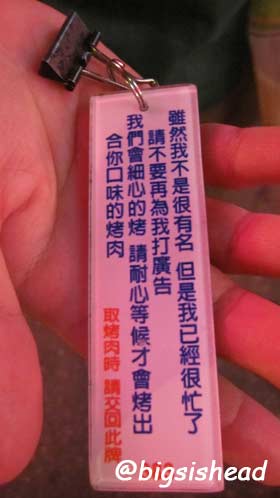 雖然我不是很有名 但是我已經很忙了
請不要再為我打廣告
我們會細心的烤 請耐心等候才會烤出
合你口味的烤肉
取烤肉時 請交回此牌
@bigsishead